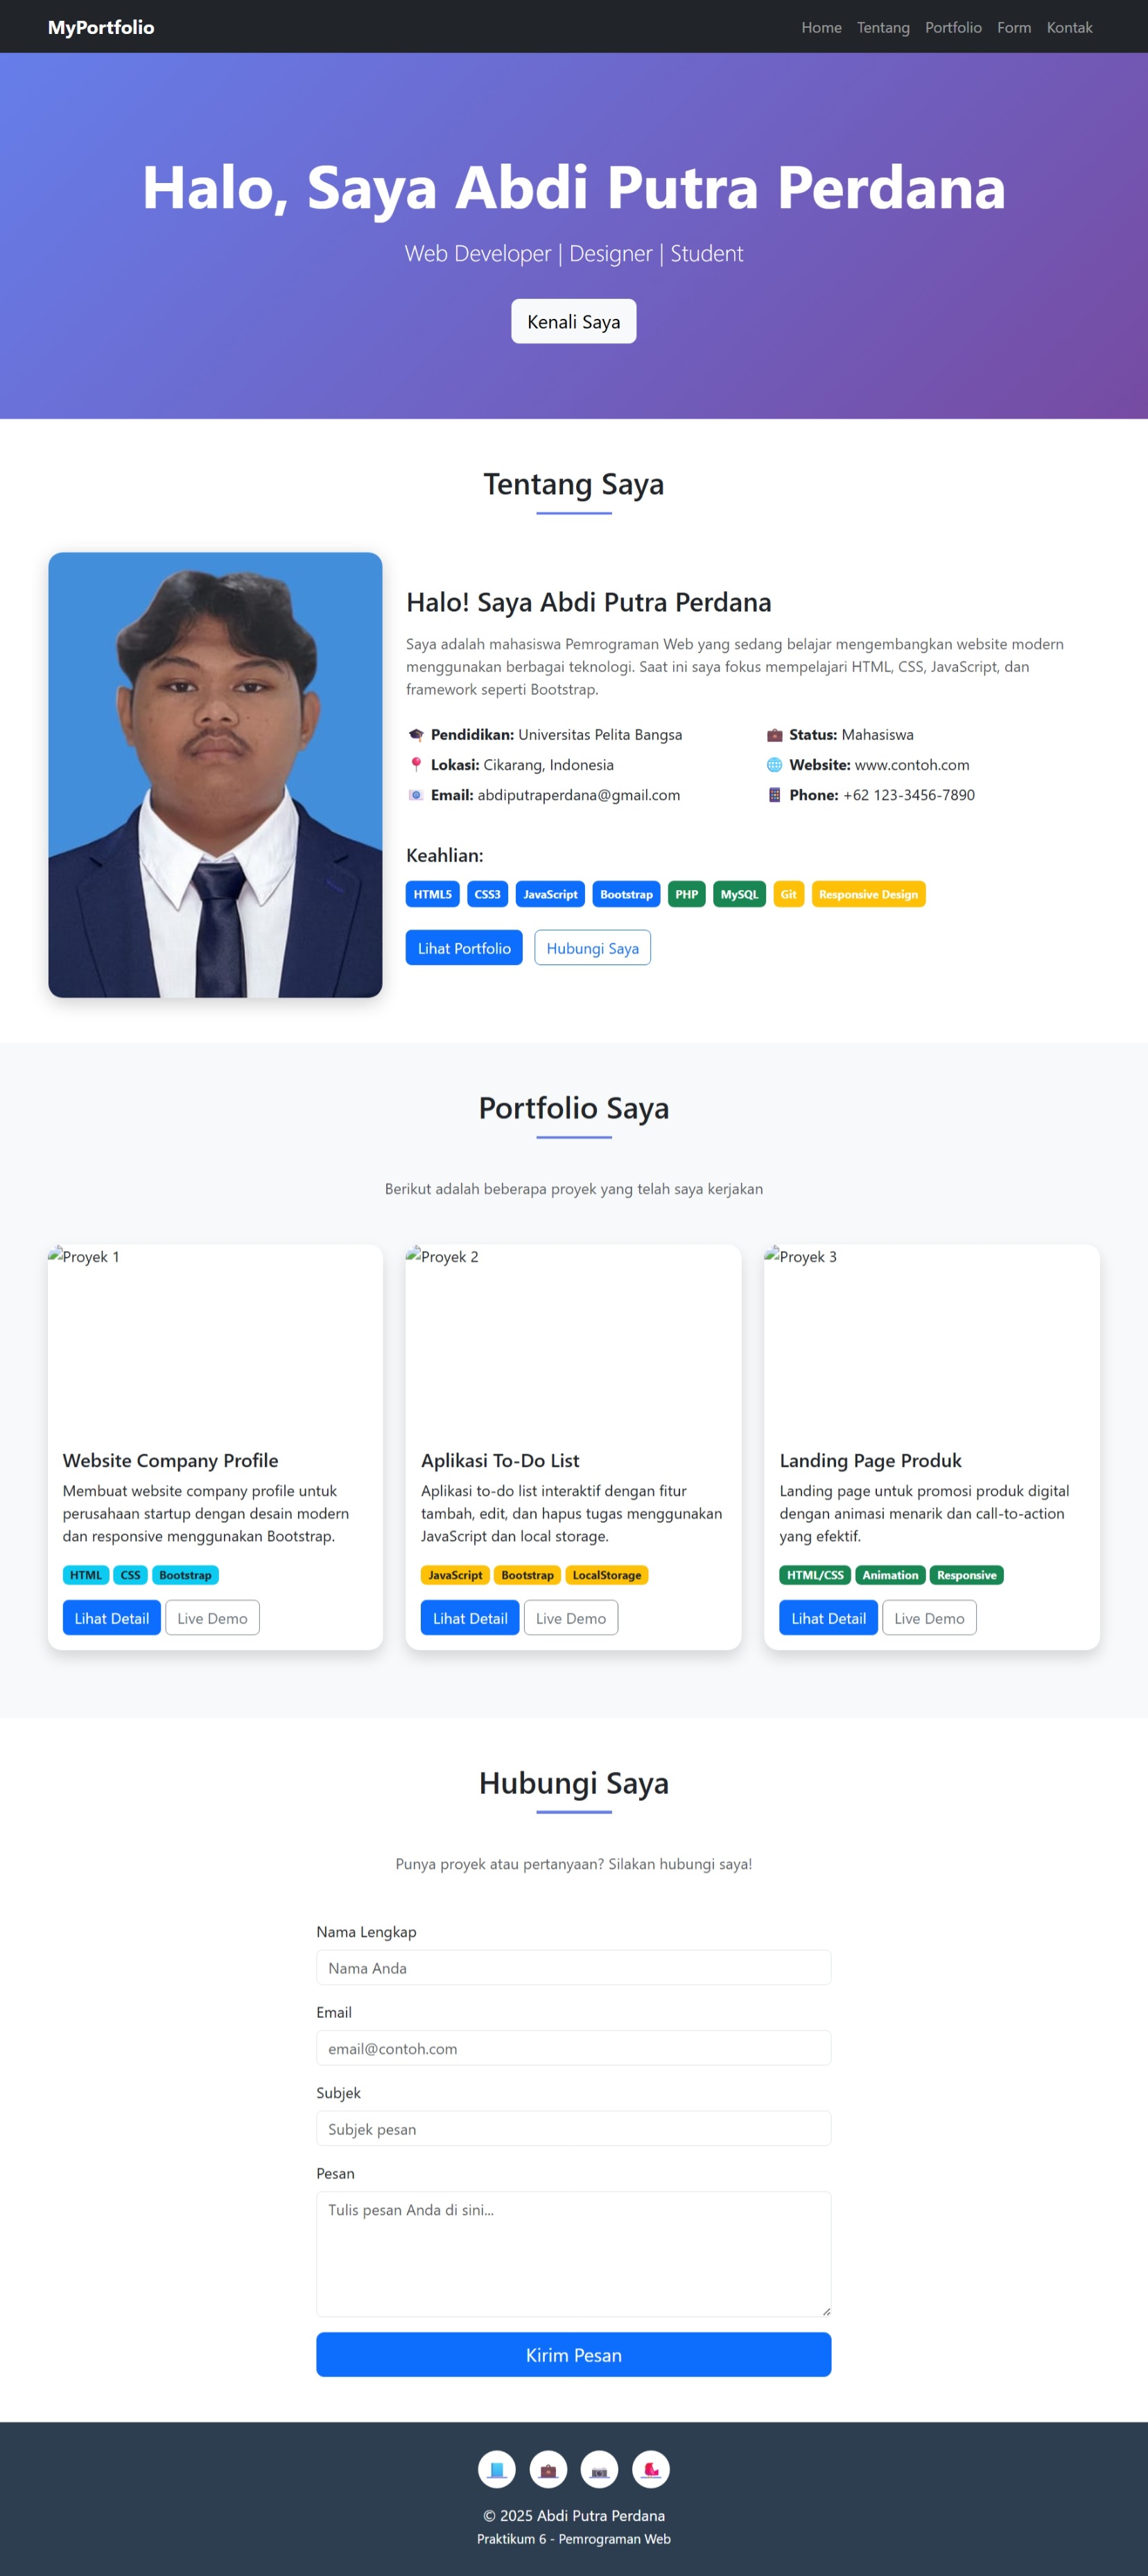 MyPortfolio
Home Tentang Portfolio Form Kontak
Halo, Saya Abdi Putra Perdana
Web Developer | Designer | Student
Kenali Saya
Tentang Saya
Halo! Saya Abdi Putra Perdana
Saya adalah mahasiswa Pemrograman Web yang sedang belajar mengembangkan website modern
menggunakan berbagai teknologi. Saat ini saya fokus mempelajari HTML, CSS, JavaScript, dan
framework seperti Bootstrap.
Pendidikan: Universitas Pelita Bangsa
Status: Mahasiswa
Lokasi: Cikarang, Indonesia
Website: www.contoh.com
Email: abdiputraperdana@gmail.com
Phone: +62 123-3456-7890
Keahlian:
HTML5 CSS3 JavaScript Bootstrap PHP MySQL Git Responsive Design
Lihat Portfolio Hubungi Saya
Portfolio Saya
Berikut adalah beberapa proyek yang telah saya kerjakan
Proyek 1
Website Company Profile
Membuat website company profile untuk
perusahaan startup dengan desain modern
dan responsive menggunakan Bootstrap.
HTML CSS Bootstrap
Lihat Detail Live Demo
Proyek 2
Aplikasi To-Do List
Aplikasi to-do list interaktif dengan fitur
tambah, edit, dan hapus tugas menggunakan
JavaScript dan local storage.
JavaScript Bootstrap LocalStorage
Lihat Detail Live Demo
Proyek 3
Landing Page Produk
Landing page untuk promosi produk digital
dengan animasi menarik dan call-to-action
yang efektif.
HTML/CSS Animation Responsive
Lihat Detail Live Demo
Hubungi Saya
Punya proyek atau pertanyaan? Silakan hubungi saya!
Nama Lengkap
Nama Anda
Email
email@contoh.com
Subjek
Subjek pesan
Pesan
Tulis pesan Anda di sini...
Kirim Pesan
© 2025 Abdi Putra Perdana
Praktikum 6 - Pemrograman Web